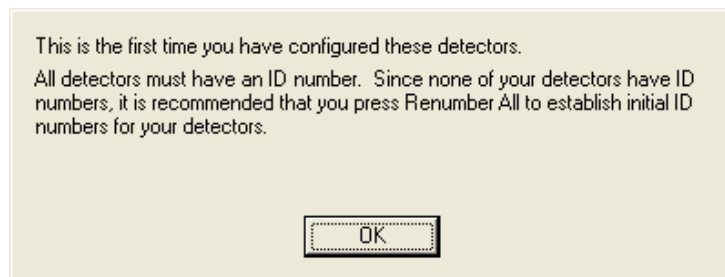 This is the first time you have configured these detectors.
All detectors must have an ID number. Since none of your detectors have ID
numbers, it is recommended that you press Renumber All to establish initial ID
numbers for your detectors.
OK